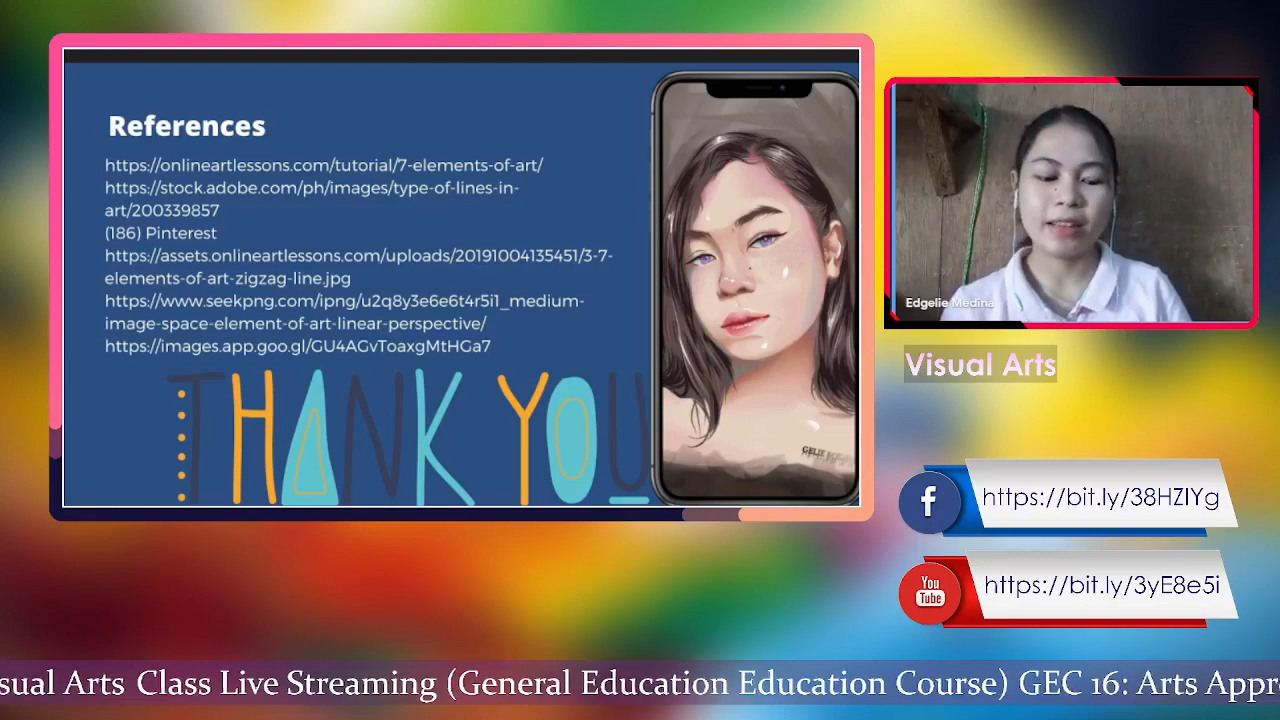 References
https://onlineartlessons.com/tutorial/7-elements-of-art/
https://stock.adobe.com/ph/images/type-of-lines-in-
art/200339857
(186) Pinterest
https://assets.onlineartlessons.com/uploads/20191004135451/3-7-
elements-of-art-zigzag-line.jpg
https://www.seekpng.com/ipng/u2q8y3e6e6t4r5i1_medium-
image-space-element-of-art-linear-perspective/
https://images.app.goo.gl/GU4AGvToaxgMtHGa7
THANK YOU
GELIE
Edgelie Medina
Visual Arts
f
https://bit.ly/38HZIYg
You
Tube
https://bit.ly/3yE8e5i
sual Arts Class Live Streaming (General Education Education Course) GEC 16: Arts Appre